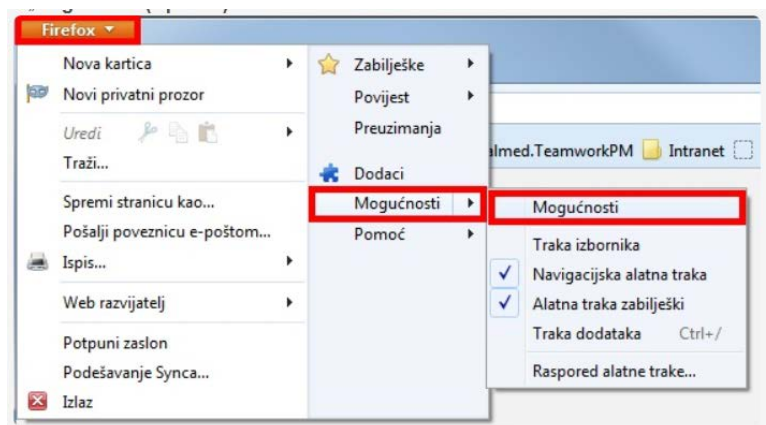 Firefox
Nova kartica
Novi privatni prozor
Uredi
Traži...
Spremi stranicu kao...
Pošalji poveznicu e-poštom...
Ispis...
Web razvijatelj
Potpuni zaslon
Podešavanje Synca...
Izlaz
Zabilješke
Povijest
Preuzimanja
Dodaci
Mogućnosti
Pomoć
almed.TeamworkPM Intranet
Mogućnosti
Traka izbornika
Navigacijska alatna traka
Alatna traka zabilješki
Traka dodataka Ctrl+/
Raspored alatne trake...